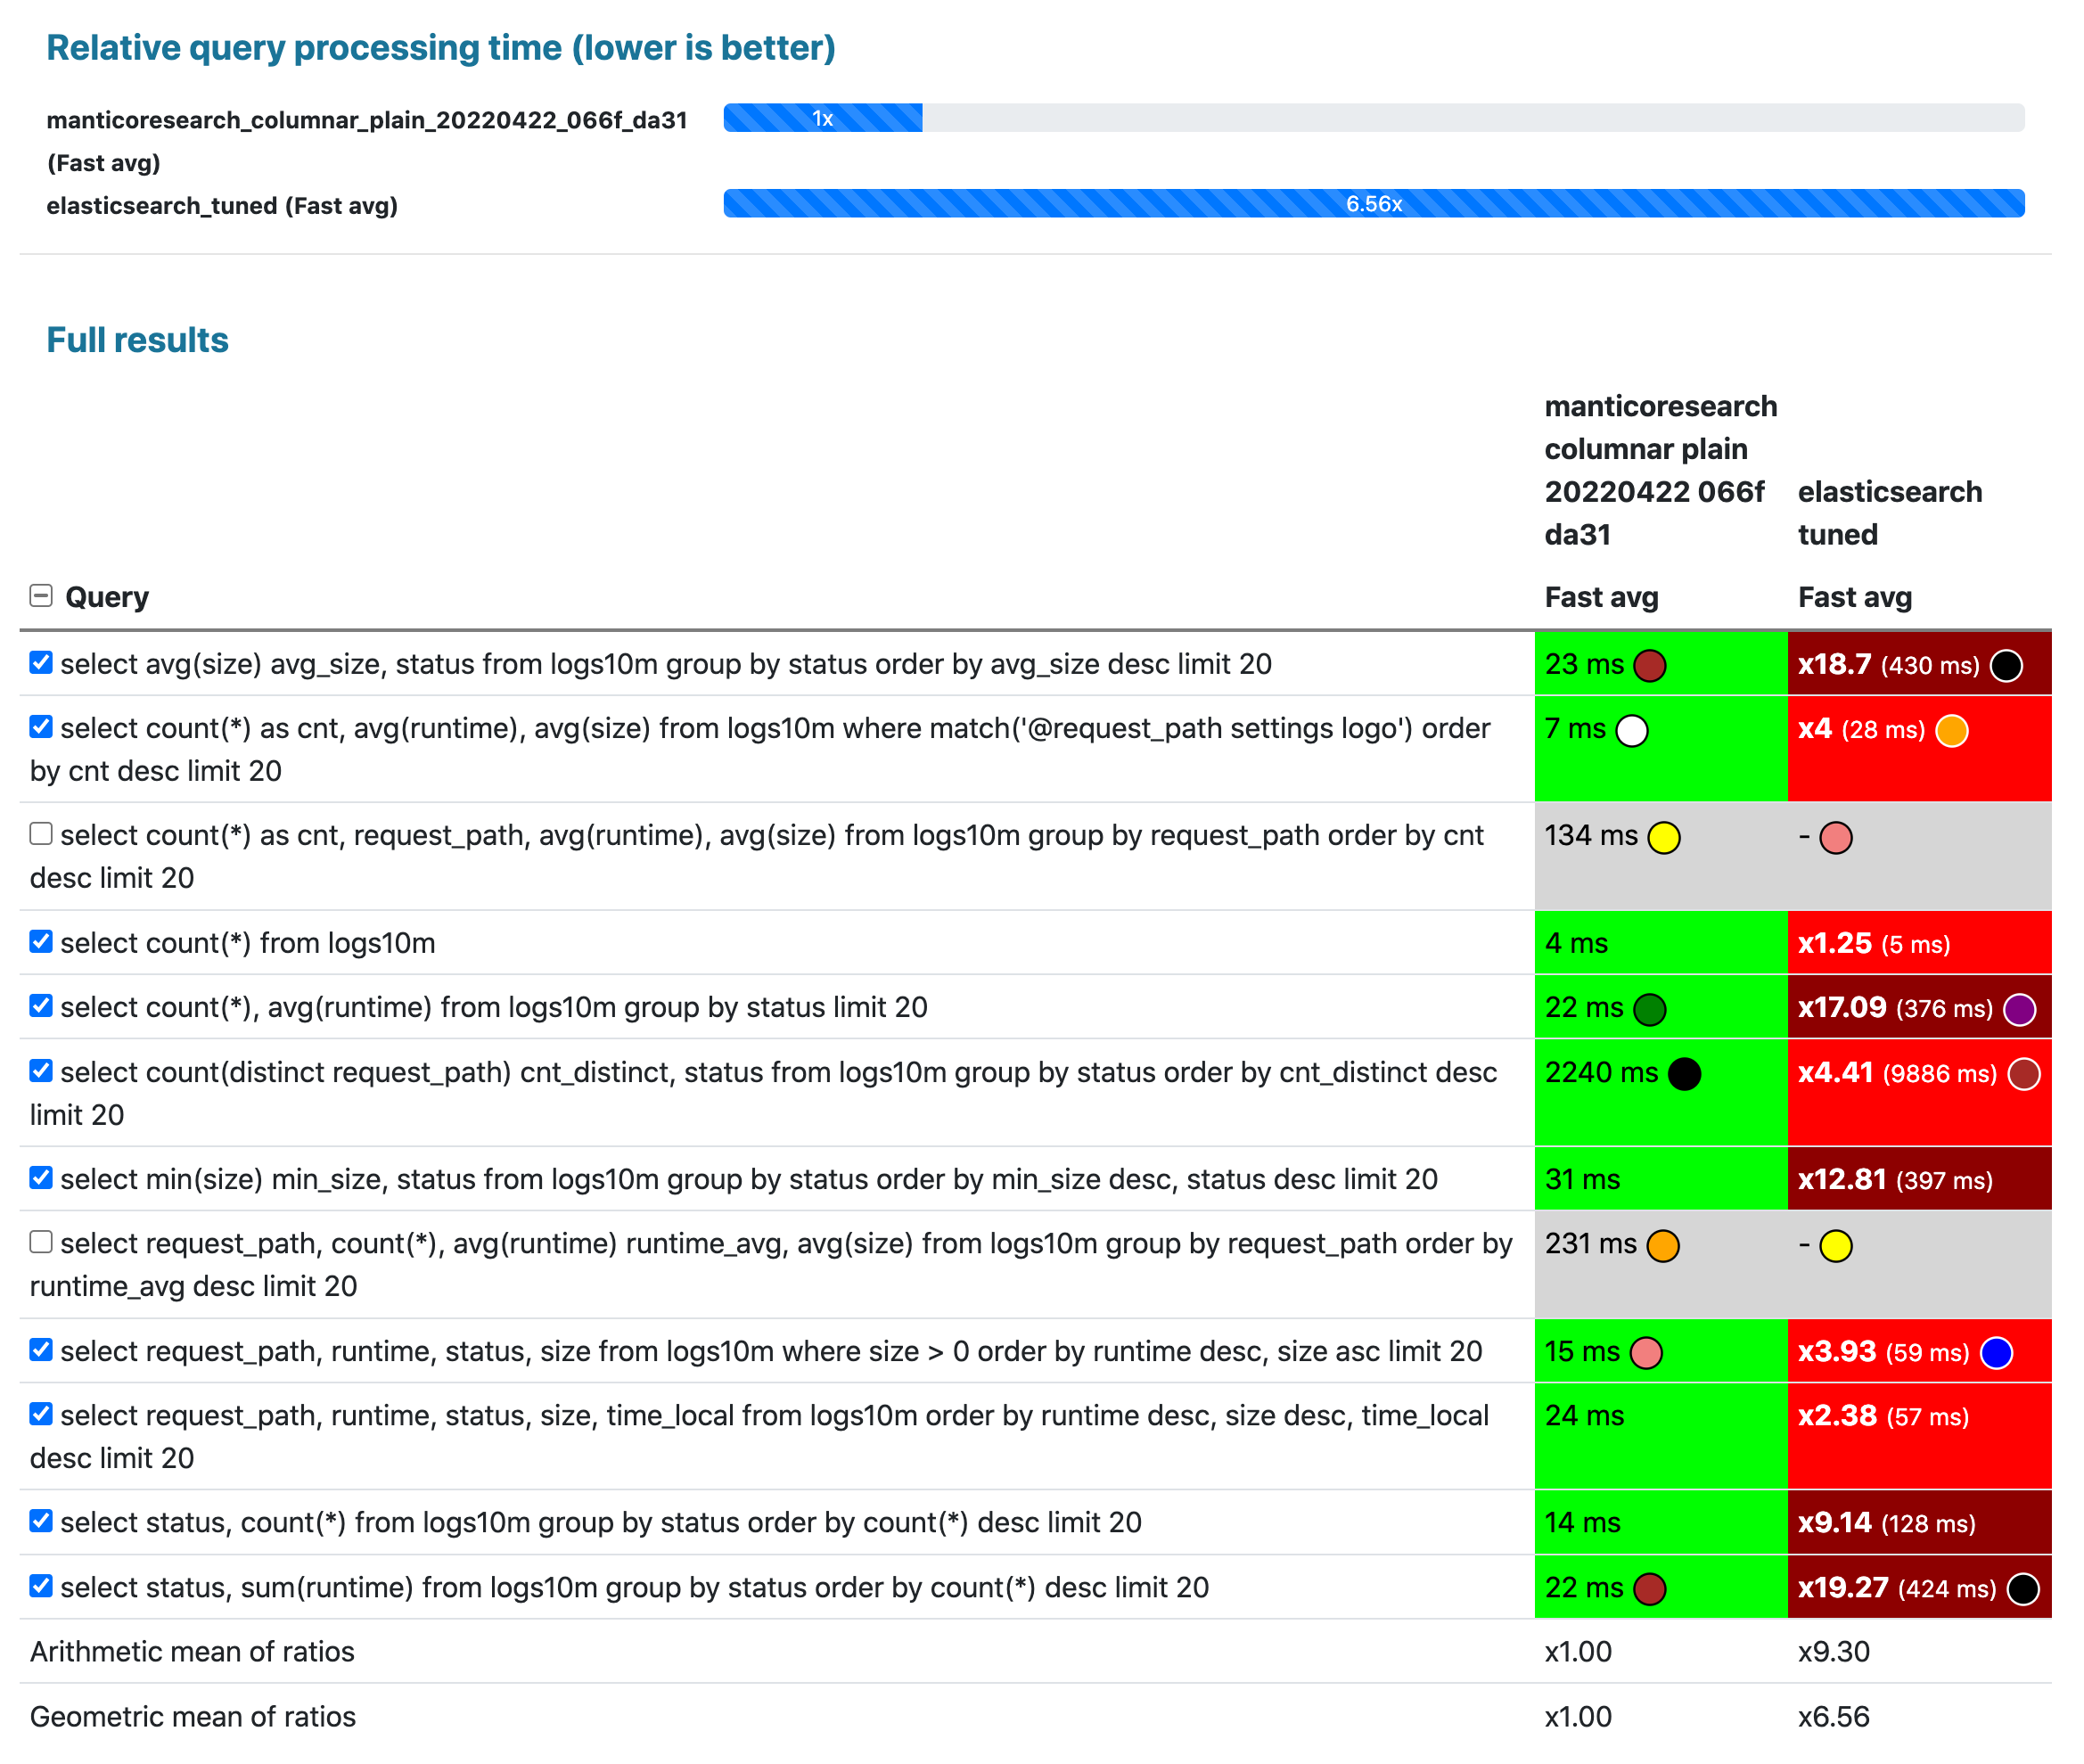 Relative query processing time (lower is better)
manticoresearch_columnar_plain_20220422_066f_da31
(Fast avg)
1x
elasticsearch_tuned (Fast avg)
6.56x
Full results
manticoresearch
columnar plain
20220422 066f
da31
elasticsearch
tuned
Query
Fast avg
Fast avg
select avg(size) avg_size, status from logs10m group by status order by avg_size desc limit 20
23 ms
x18.7 (430 ms)
select count(*) as cnt, avg(runtime), avg(size) from logs10m where match('@request_path settings logo') order
by cnt desc limit 20
7 ms
x4 (28 ms)
select count(*) as cnt, request_path, avg(runtime), avg(size) from logs10m group by request_path order by cnt
desc limit 20
134 ms
-
select count(*) from logs10m
4 ms
x1.25 (5 ms)
select count(*), avg(runtime) from logs10m group by status limit 20
22 ms
x17.09 (376 ms)
select count(distinct request_path) cnt_distinct, status from logs10m group by status order by cnt_distinct desc
limit 20
2240 ms
x4.41 (9886 ms)
select min(size) min_size, status from logs10m group by status order by min_size desc, status desc limit 20
31 ms
x12.81 (397 ms)
select request_path, count(*), avg(runtime) runtime_avg, avg(size) from logs10m group by request_path order by
runtime_avg desc limit 20
231 ms
-
select request_path, runtime, status, size from logs10m where size > 0 order by runtime desc, size asc limit 20
15 ms
x3.93 (59 ms)
select request_path, runtime, status, size, time_local from logs10m order by runtime desc, size desc, time_local
desc limit 20
24 ms
x2.38 (57 ms)
select status, count(*) from logs10m group by status order by count(*) desc limit 20
14 ms
x9.14 (128 ms)
select status, sum(runtime) from logs10m group by status order by count(*) desc limit 20
22 ms
x19.27 (424 ms)
Arithmetic mean of ratios
x1.00
x9.30
Geometric mean of ratios
x1.00
x6.56